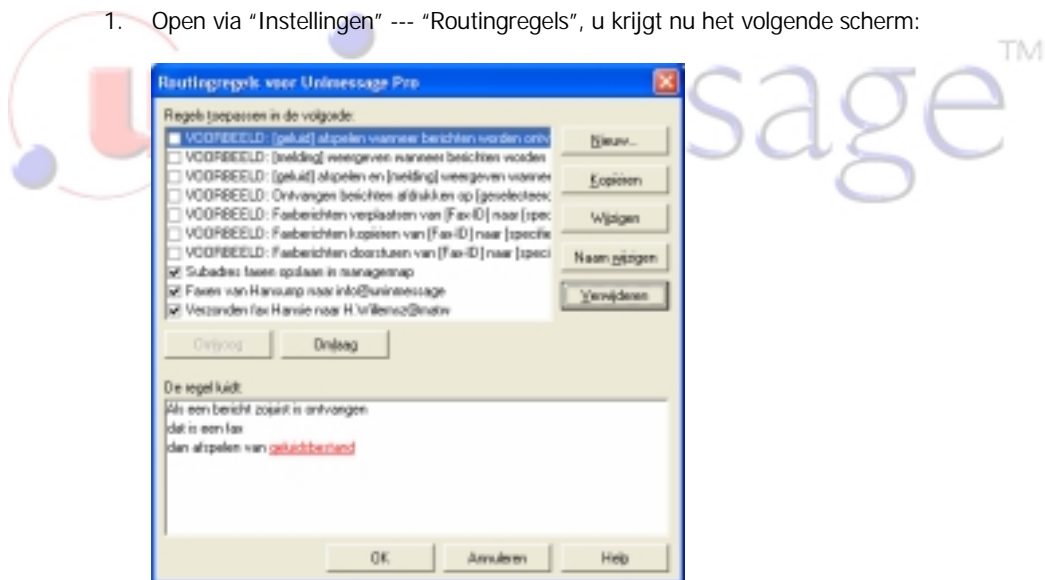 1. Open via “Instellingen” --- “Routingregels”, u krijgt nu het volgende scherm:
sage
TM
Routingregels voor Unimessage Pro
Regels toepassen in de volgorde:
VOORBEELD: [geluid] afspelen wanneer berichten worden ontv
VOORBEELD: [melding] weergeven wanneer berichten worden
VOORBEELD: [geluid] afspelen en [melding] weergeven wanneer
VOORBEELD: Ontvangen berichten afdrukken op [geselecteerd
VOORBEELD: Faxberichten verplaatsen van [Fax-ID] naar [spec
VOORBEELD: Faxberichten kopiëren van [Fax-ID] naar [specifie
VOORBEELD: Faxberichten doorsturen van [Fax-ID] naar [speci
Subadres faxen opslaan in managermap
Faxen van naar info@unimessage
Verzonden fax Hansie naar
Nieuw...
Kopiëren
Wijzigen
Naam wijzigen
Verwijderen
Omhoog
Omlaag
De regel luidt:
Als een bericht zojuist is ontvangen
dat is een fax
dan afspelen van geluidsbestand
OK
Annuleren
Help